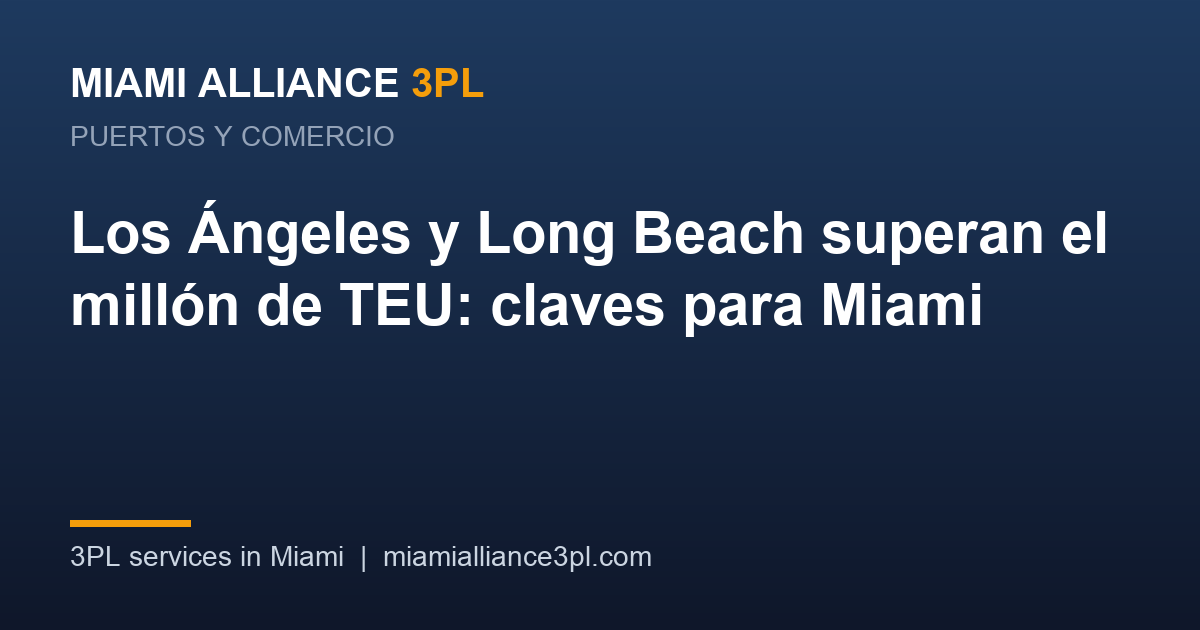 MIAMI ALLIANCE 3PL
PUERTOS Y COMERCIO
Los Ángeles y Long Beach superan el
millón de TEU: claves para Miami
3PL services in Miami | miamialliance3pl.com